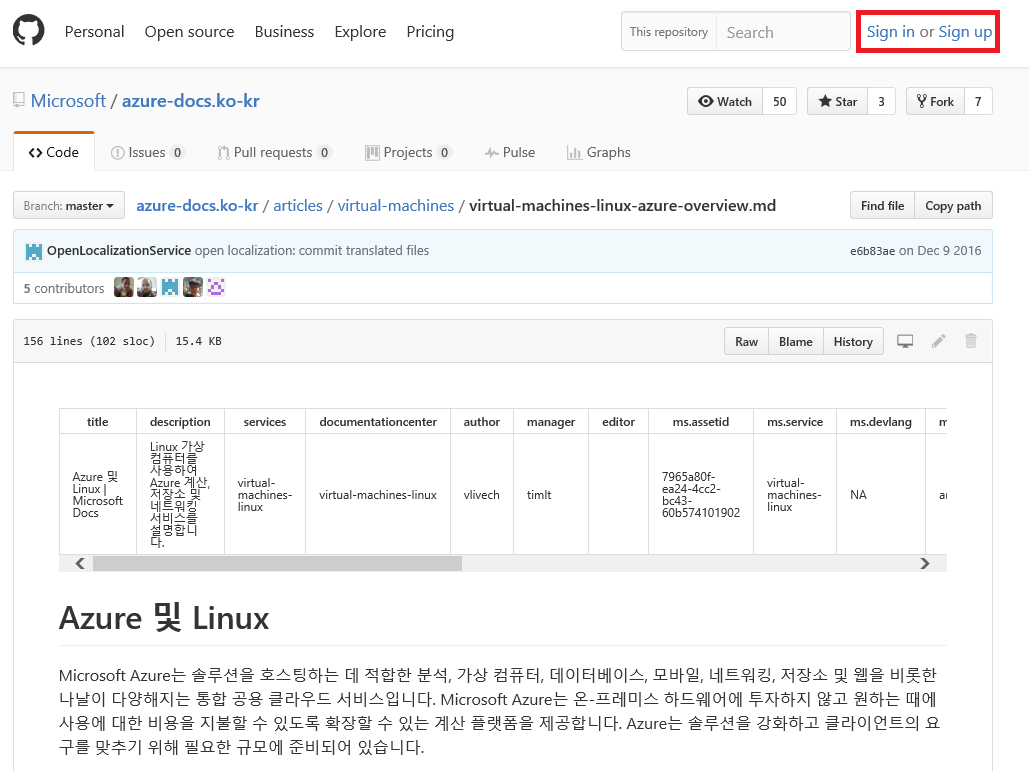 Personal Open source Business Explore Pricing This repository Search Sign in or Sign up
Microsoft / azure-docs.ko-kr Watch 50 Star 3 Fork 7
Code Issues 0 Pull requests 0 Projects 0 Pulse Graphs
Branch: master azure-docs.ko-kr / articles / virtual-machines / virtual-machines-linux-azure-overview.md Find file Copy path
OpenLocalizationService open localization: commit translated files e6b83ae on Dec 9 2016
5 contributors
156 lines (102 sloc) 15.4 KB Raw Blame History
title description services documentationcenter author manager editor ms.assetid ms.service ms.devlang
Azure 및
Linux |
Microsoft
Docs
Linux 가상
컴퓨터를
사용하여
Azure 계산,
저장소 및
네트워킹
서비스를
설명합니
다.
virtual-
machines-
linux
virtual-machines-linux
vlivech
timlt
7965a80f-
ea24-4cc2-
bc43-
60b574101902
virtual-
machines-
linux
NA
Azure 및 Linux
Microsoft Azure는 솔루션을 호스팅하는 데 적합한 분석, 가상 컴퓨터, 데이터베이스, 모바일, 네트워킹, 저장소 및 웹을 비롯한
나날이 다양해지는 통합 공용 클라우드 서비스입니다. Microsoft Azure는 온-프레미스 하드웨어에 투자하지 않고 원하는 때에
사용에 대한 비용을 지불할 수 있도록 확장할 수 있는 계산 플랫폼을 제공합니다. Azure는 솔루션을 강화하고 클라이언트의 요
구를 맞추기 위해 필요한 규모에 준비되어 있습니다.